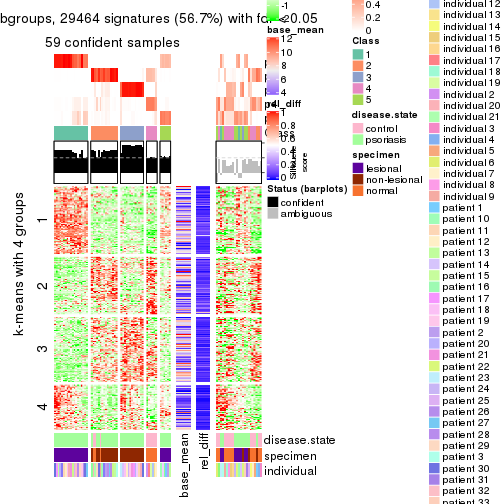 bgroups, 29464 signatures (56.7%) with fdr < 0.05
59 confident samples
k-means with 4 groups
1
2
3
4
base_mean
rel_diff
disease.state
specimen
individual
-1
-2
base_mean
12
10
8
6
4
rel_diff
1
0.8
0.6
0.4
0.2
0
Silhouette
score
Status (barplots)
confident
ambiguous
0.4
0.2
0
Class
1
2
3
4
5
disease.state
control
psoriasis
specimen
lesional
non-lesional
normal
individual 12
individual 13
individual 14
individual 15
individual 16
individual 17
individual 18
individual 19
individual 2
individual 20
individual 21
individual 3
individual 4
individual 5
individual 6
individual 7
individual 8
individual 9
patient 1
patient 10
patient 11
patient 12
patient 13
patient 14
patient 15
patient 16
patient 17
patient 18
patient 19
patient 2
patient 20
patient 21
patient 22
patient 23
patient 24
patient 25
patient 26
patient 27
patient 28
patient 29
patient 3
patient 30
patient 31
patient 32
patient 33